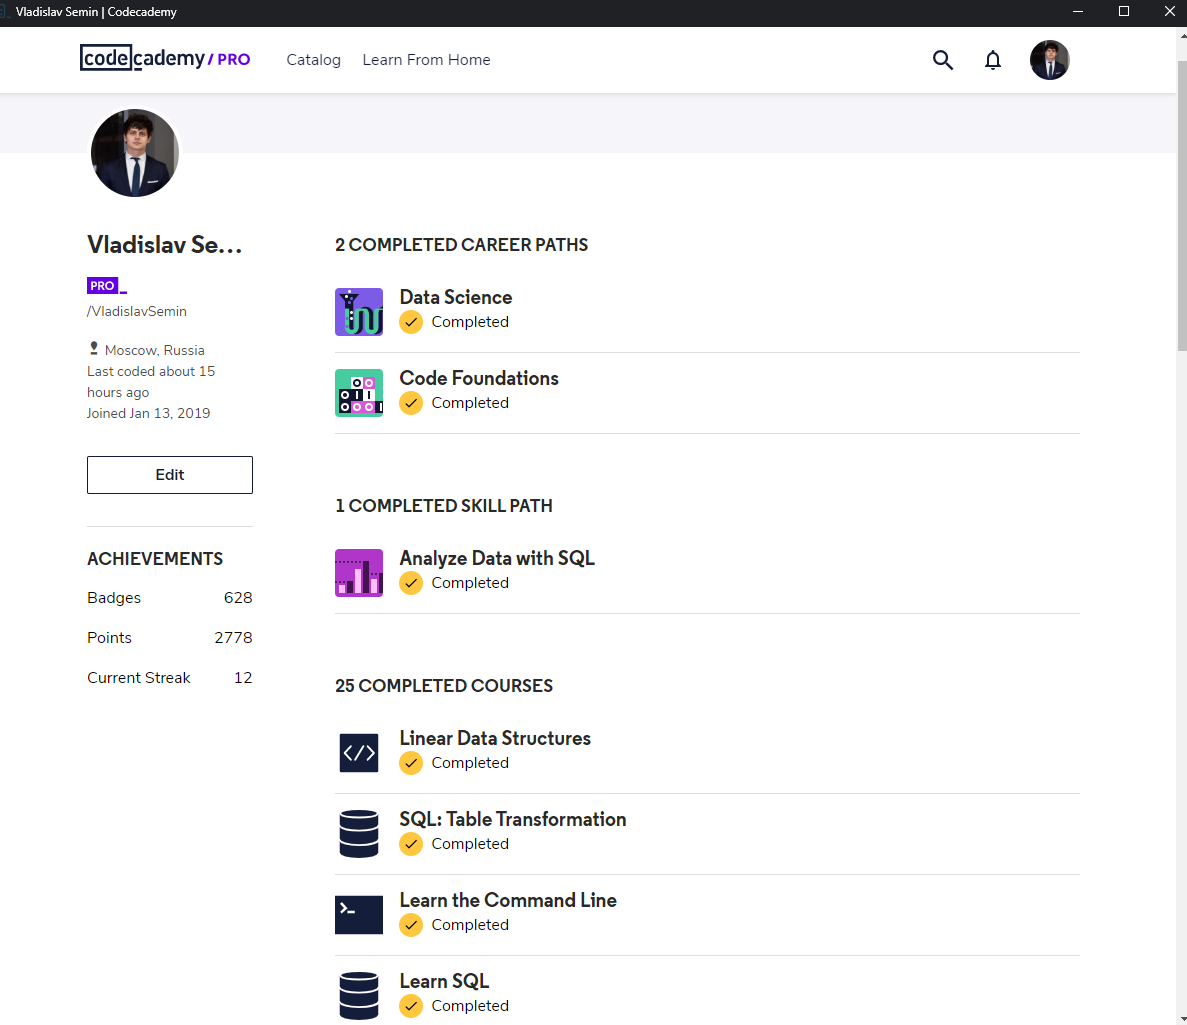 Vladislav Semin | Codecademy
codecademy/PRO
Catalog
Learn From Home
Vladislav Se...
PRO
/VladislavSemin
Moscow, Russia
Last coded about 15
hours ago
Joined Jan 13, 2019
Edit
ACHIEVEMENTS
Badges 628
Points 2778
Current Streak 12
2 COMPLETED CAREER PATHS
Data Science
Completed
Code Foundations
Completed
1 COMPLETED SKILL PATH
Analyze Data with SQL
Completed
25 COMPLETED COURSES
Linear Data Structures
Completed
SQL: Table Transformation
Completed
Learn the Command Line
Completed
Learn SQL
Completed